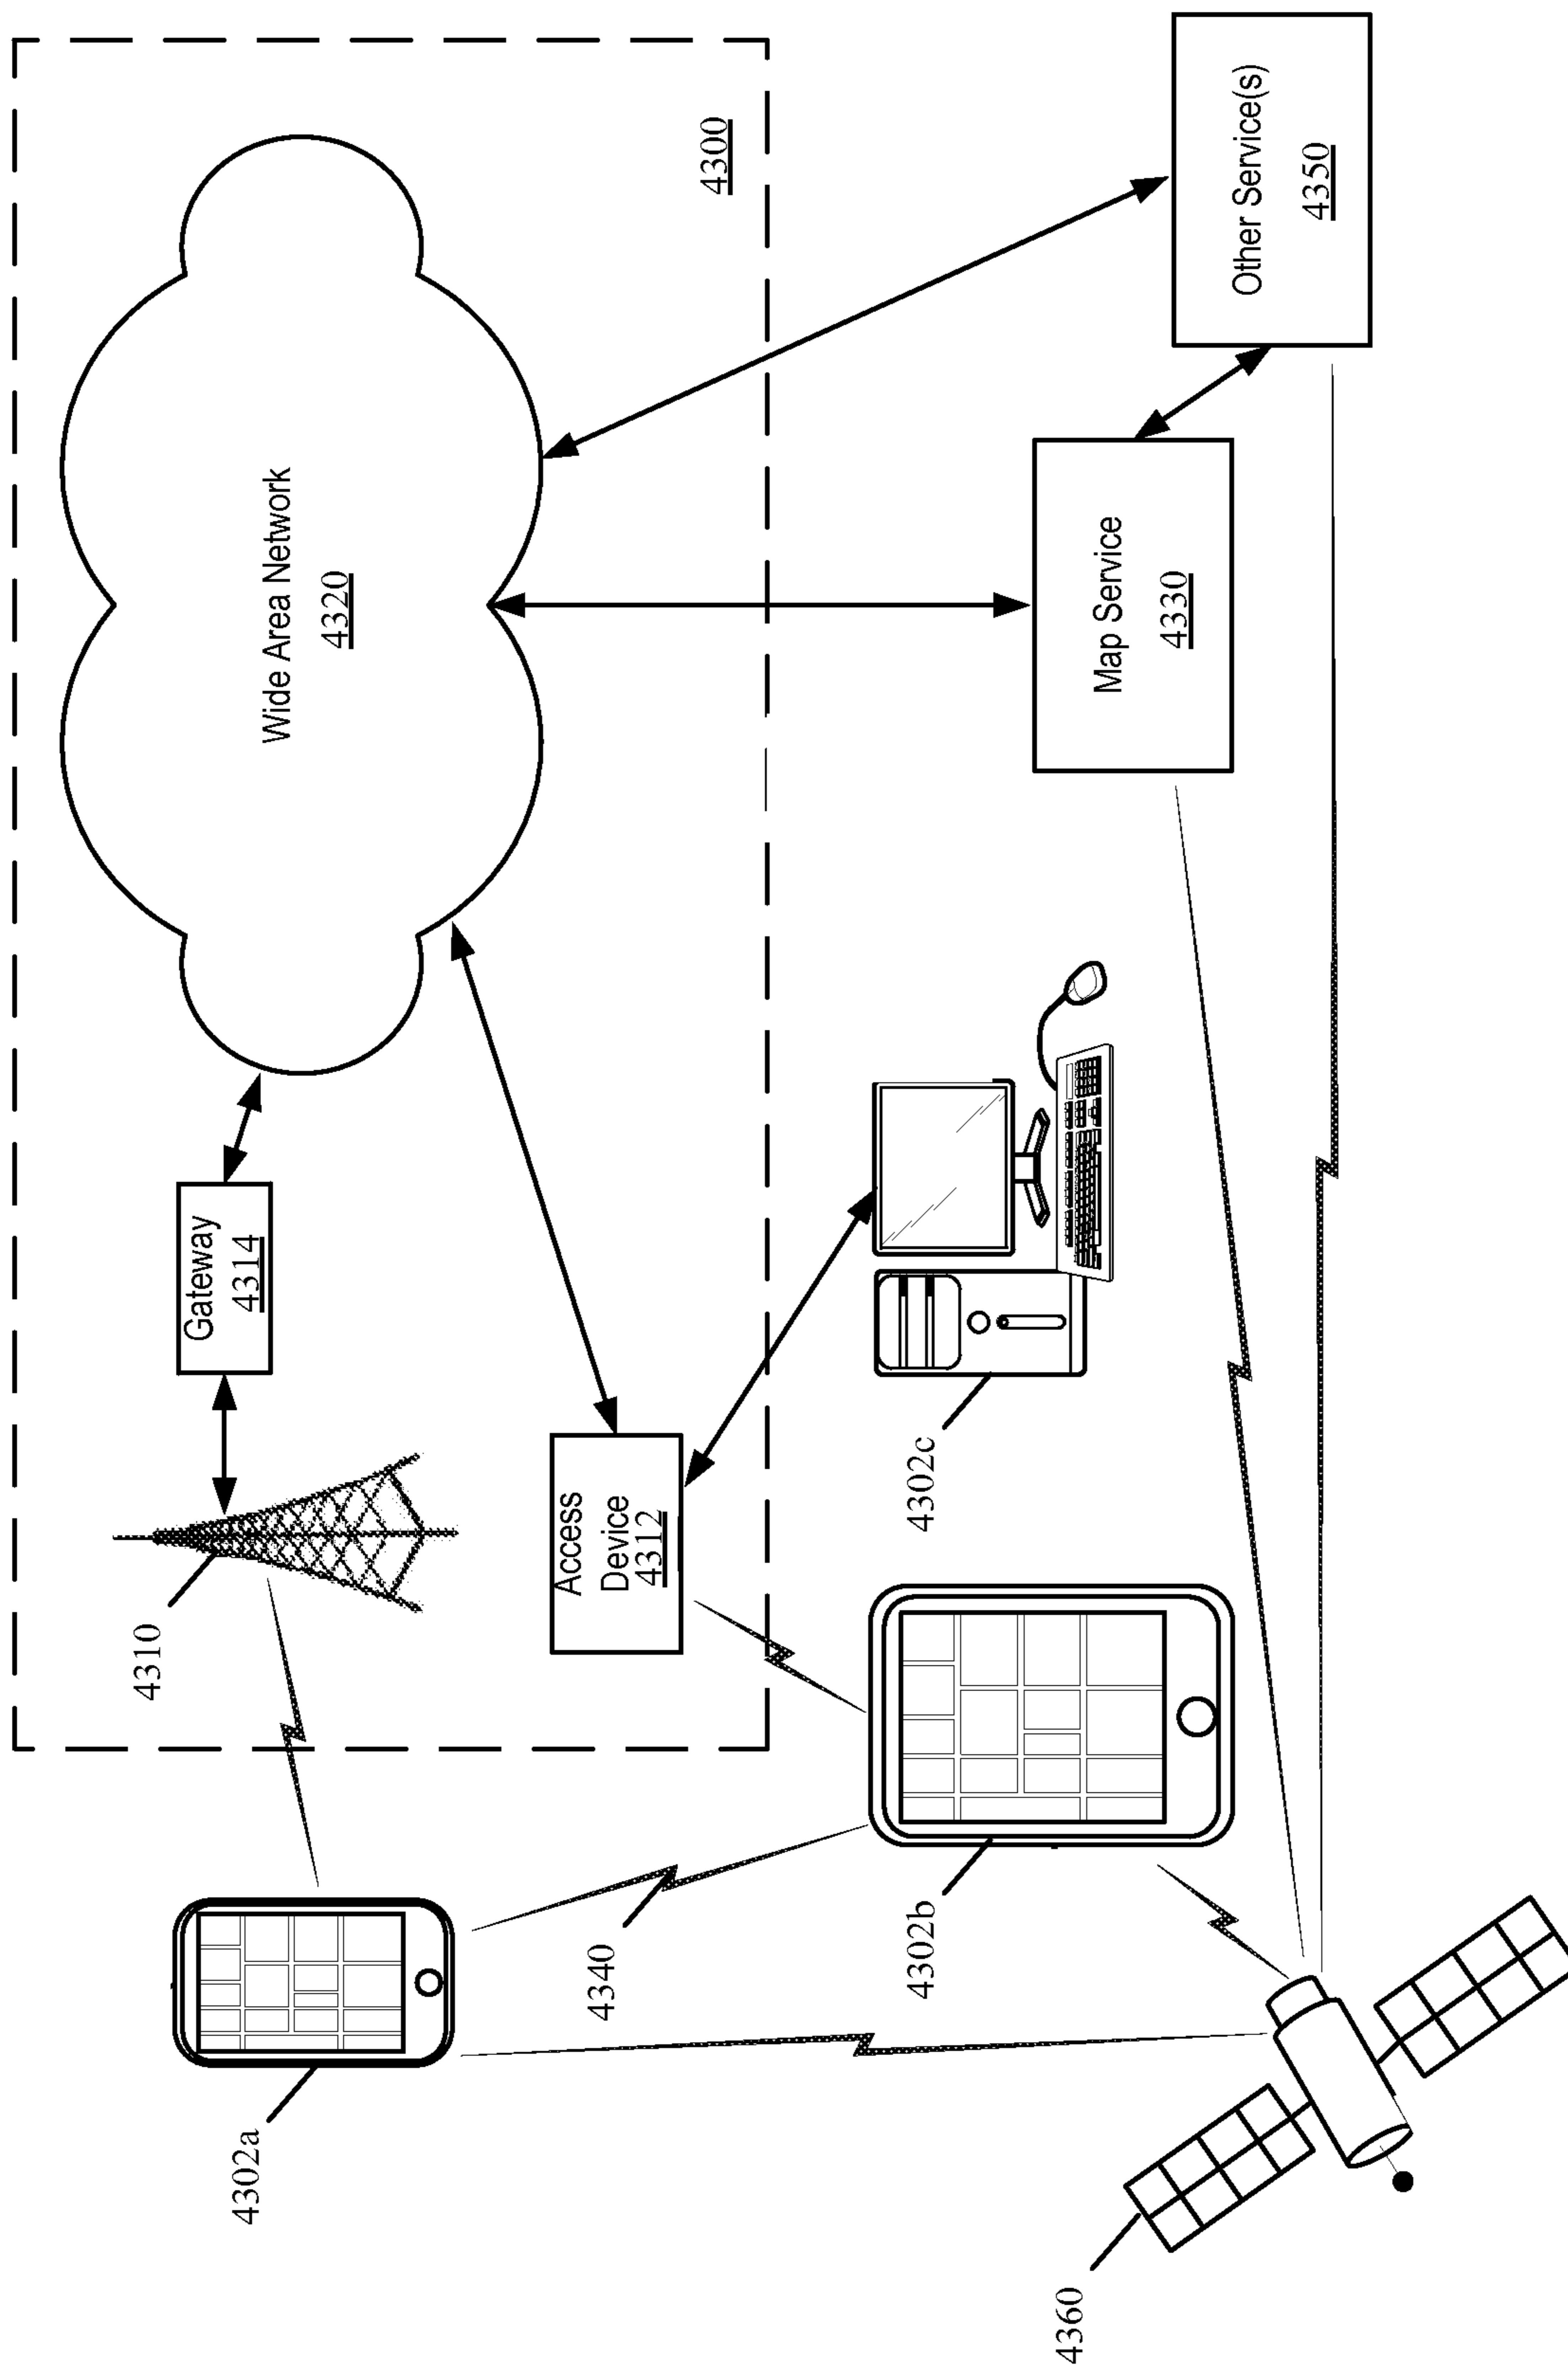 4302a
4310
Gateway
4314
Wide Area Network
4320
4340
Access
Device
4312
4300
4302b
4302c
4360
Map Service
4330
Other Service(s)
4350